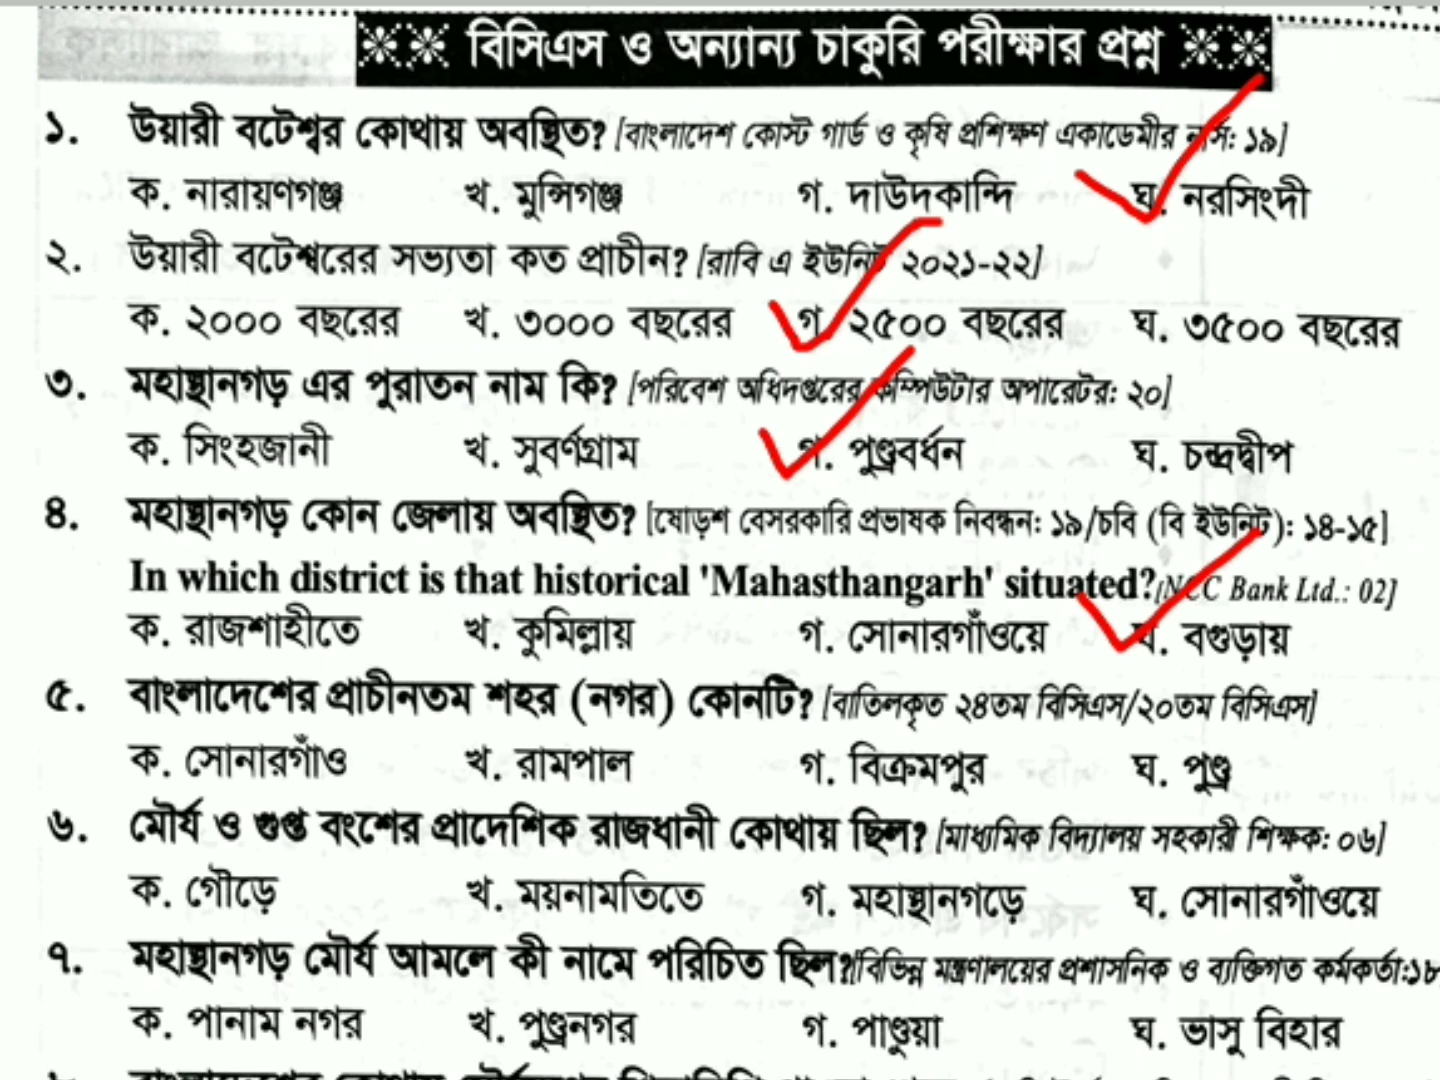 বিসিএস ও অন্যান্য চাকুরি পরীক্ষার প্রশ্ন
১. উয়ারী বটেশ্বর কোথায় অবস্থিত? [বাংলাদেশ কোস্ট গার্ড ও কৃষি প্রশিক্ষণ একাডেমীর নার্স: ১৯]
ক. নারায়ণগঞ্জ খ. মুন্সিগঞ্জ গ. দাউদকান্দি ঘ. নরসিংদী
২. উয়ারী বটেশ্বরের সভ্যতা কত প্রাচীন? [রাবি এ ইউনিট ২০২১-২২]
ক. ২০০০ বছরের খ. ৩০০০ বছরের গ. ২৫০০ বছরের ঘ. ৩৫০০ বছরের
৩. মহাস্থানগড় এর পুরাতন নাম কি? [পরিবেশ অধিদপ্তরের কম্পিউটার অপারেটর: ২০]
ক. সিংহজানী খ. সুবর্ণগ্রাম গ. পুণ্ড্রবর্ধন ঘ. চন্দ্রদ্বীপ
৪. মহাস্থানগড় কোন জেলায় অবস্থিত? [ষোড়শ বেসরকারি প্রভাষক নিবন্ধন: ১৯/চবি (বি ইউনিট): ১৪-১৫]
In which district is that historical 'Mahasthangarh' situated? [NCC Bank Ltd.: 02]
ক. রাজশাহীতে খ. কুমিল্লায় গ. সোনারগাঁওয়ে ঘ. বগুড়ায়
৫. বাংলাদেশের প্রাচীনতম শহর (নগর) কোনটি? [বাতিলকৃত ২৪তম বিসিএস/২০তম বিসিএস]
ক. সোনারগাঁও খ. রামপাল গ. বিক্রমপুর ঘ. পুণ্ড্র
৬. মৌর্য ও গুপ্ত বংশের প্রাদেশিক রাজধানী কোথায় ছিল? [মাধ্যমিক বিদ্যালয় সহকারী শিক্ষক: ০৬]
ক. গৌড়ে খ. ময়নামতিতে গ. মহাস্থানগড়ে ঘ. সোনারগাঁওয়ে
৭. মহাস্থানগড় মৌর্য আমলে কী নামে পরিচিত ছিল? [বিভিন্ন মন্ত্রণালয়ের প্রশাসনিক ও ব্যক্তিগত কর্মকর্তা:১৮
ক. পানাম নগর খ. পুণ্ড্রনগর গ. পাণ্ডুয়া ঘ. ভাসু বিহার